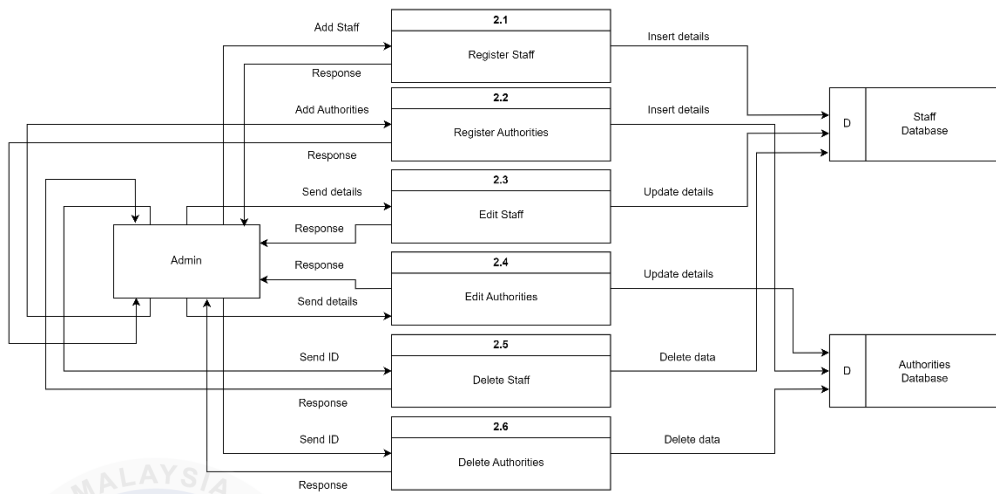 2.1
Add Staff
Register Staff
Insert details
Response
2.2
Add Authorities
Insert details
Register Authorities
Response
D
Staff
Database
2.3
Send details
Update details
Edit Staff
Response
Admin
2.4
Response
Update details
Edit Authorities
Send details
2.5
Send ID
Delete data
Delete Staff
Response
D
Authorities
Database
2.6
Send ID
Delete data
Delete Authorities
Response
MALAYSIA